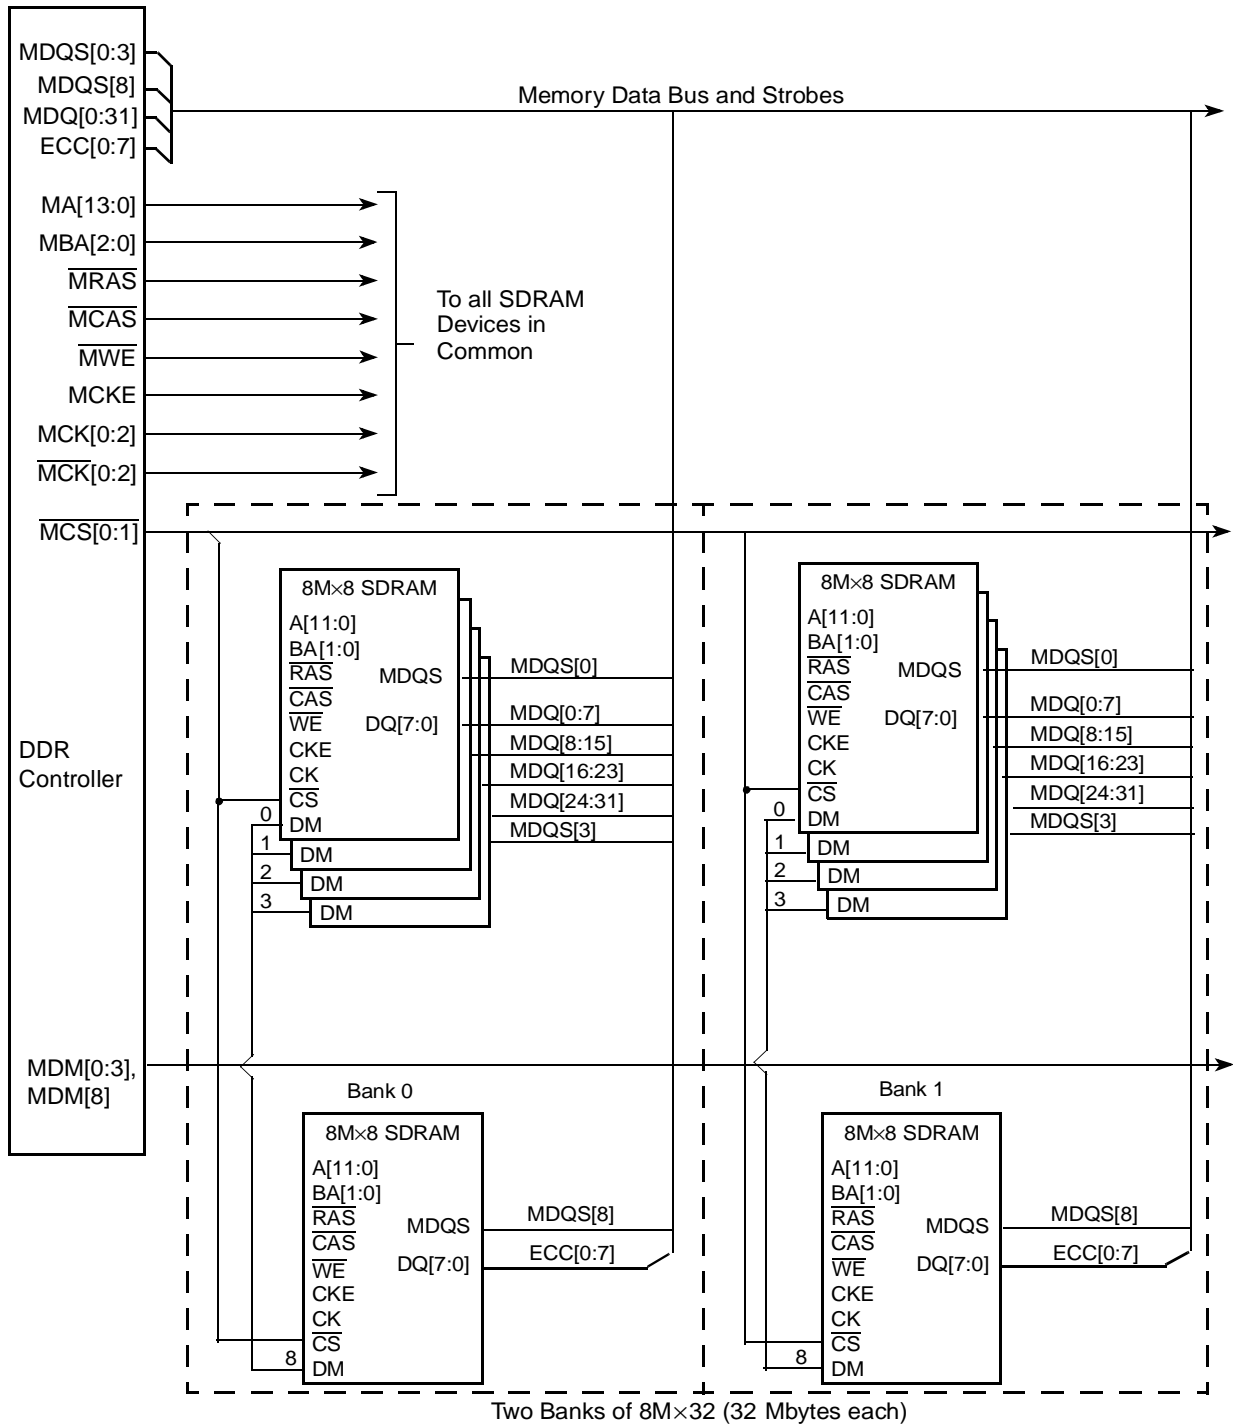 MDQS[0:3]
MDQS[8]
MDQ[0:31]
ECC[0:7]
Memory Data Bus and Strobes
MA[13:0]
MBA[2:0]
MRAS
MCAS
MWE
MCKE
MCK[0:2]
MCK[0:2]
To all SDRAM
Devices in
Common
MCS[0:1]
DDR
Controller
MDM[0:3],
MDM[8]
8M×8 SDRAM
A[11:0]
BA[1:0]
RAS
CAS
WE
CKE
CK
CS
DM
MDQS
DQ[7:0]
0
1
DM
2
DM
3
DM
MDQS[0]
MDQ[0:7]
MDQ[8:15]
MDQ[16:23]
MDQ[24:31]
MDQS[3]
8M×8 SDRAM
A[11:0]
BA[1:0]
RAS
CAS
WE
CKE
CK
CS
DM
MDQS
DQ[7:0]
0
1
DM
2
DM
3
DM
MDQS[0]
MDQ[0:7]
MDQ[8:15]
MDQ[16:23]
MDQ[24:31]
MDQS[3]
Bank 0
8M×8 SDRAM
A[11:0]
BA[1:0]
RAS
CAS
WE
CKE
CK
CS
DM
MDQS
DQ[7:0]
8
MDQS[8]
ECC[0:7]
Bank 1
8M×8 SDRAM
A[11:0]
BA[1:0]
RAS
CAS
WE
CKE
CK
CS
DM
MDQS
DQ[7:0]
8
MDQS[8]
ECC[0:7]
Two Banks of 8M×32 (32 Mbytes each)